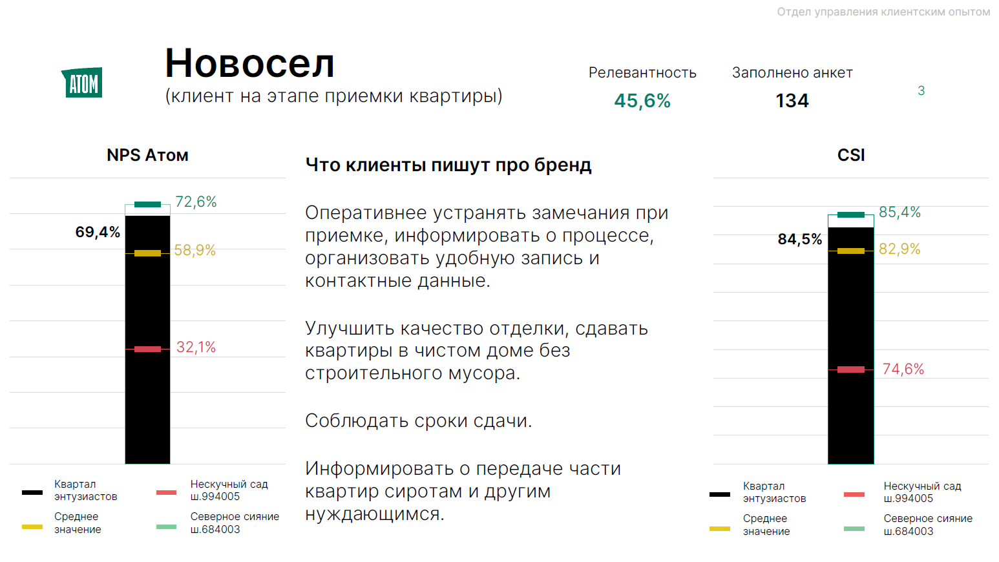 Отдел управления клиентским опытом
АТОМ
Новосел
(клиент на этапе приемки квартиры)
Релевантность
45,6%
Заполнено анкет
134
3
NPS Атом
72,6%
69,4%
58,9%
32,1%
Квартал
энтузиастов
Нескучный сад
ш.994005
Среднее
значение
Северное сияние
ш.684003
Что клиенты пишут про бренд
Оперативнее устранять замечания при
приемке, информировать о процессе,
организовать удобную запись и
контактные данные.
Улучшить качество отделки, сдавать
квартиры в чистом доме без
строительного мусора.
Соблюдать сроки сдачи.
Информировать о передаче части
квартир сиротам и другим
нуждающимся.
CSI
85,4%
84,5%
82,9%
74,6%
Квартал
энтузиастов
Нескучный сад
ш.994005
Среднее
значение
Северное сияние
ш.684003